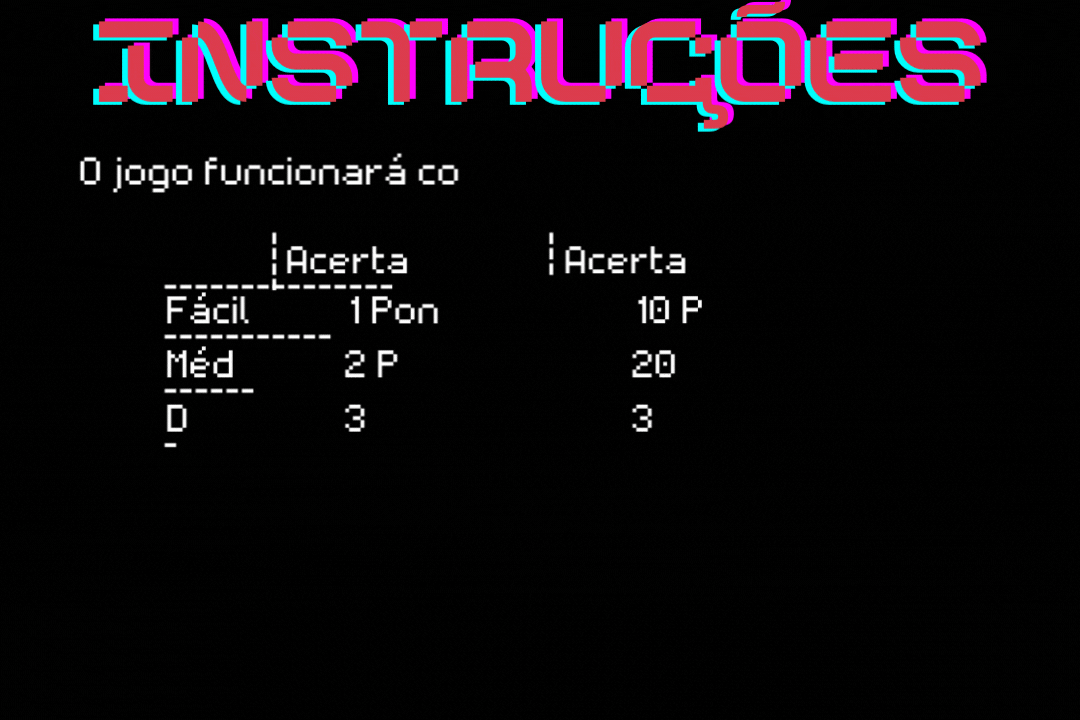 INSTRUÇÕES
O jogo funcionará co
Acerta Acerta
Fácil 1 Pon 10 P
Méd 2 P 20
D 3 3